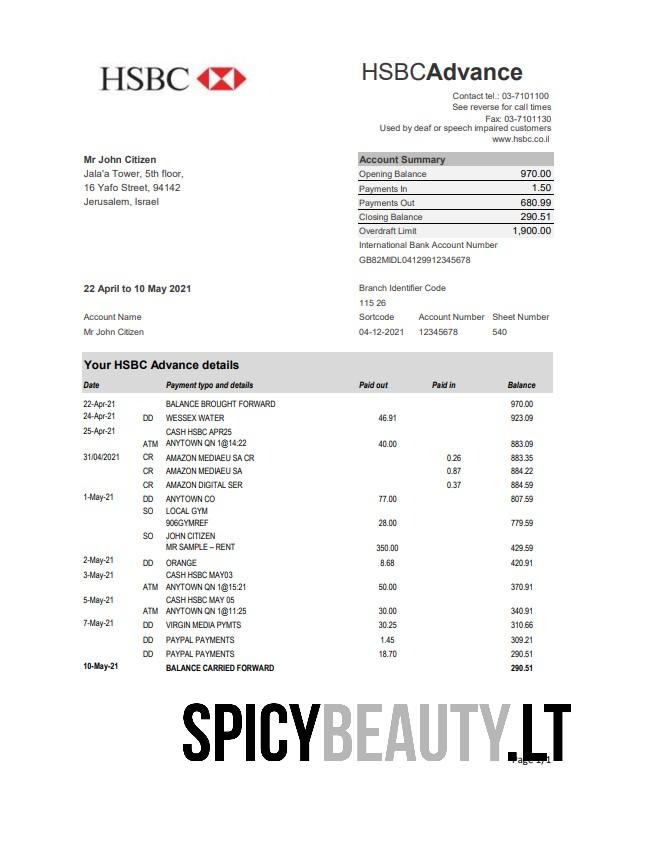 HSBC
HSBCAdvance
Contact tel.: 03-7101100
See reverse for call times
Fax: 03-7101130
Used by deaf or speech impaired customers
www.hsbc.co.il
Mr John Citizen
Jala'a Tower, 5th floor,
16 Yafo Street, 94142
Jerusalem, Israel
Account Summary
Opening Balance 970.00
Payments In 1.50
Payments Out 680.99
Closing Balance 290.51
Overdraft Limit 1,900.00
International Bank Account Number
GB82MIDL04129912345678
22 April to 10 May 2021
Branch Identifier Code
115 26
Account Name
Mr John Citizen
Sortcode Account Number Sheet Number
04-12-2021 12345678 540
Your HSBC Advance details
Date Payment typo and details Paid out Paid in Balance
22-Apr-21 BALANCE BROUGHT FORWARD 970.00
24-Apr-21 DD WESSEX WATER 46.91 923.09
25-Apr-21 CASH HSBC APR25
ATM ANYTOWN QN 1@14:22 40.00 883.09
31/04/2021 CR AMAZON MEDIAEU SA CR 0.26 883.35
CR AMAZON MEDIAEU SA 0.87 884.22
CR AMAZON DIGITAL SER 0.37 884.59
1-May-21 DD ANYTOWN CO 77.00 807.59
SO LOCAL GYM
906GYMREF 28.00 779.59
SO JOHN CITIZEN
MR SAMPLE – RENT 350.00 429.59
2-May-21 DD ORANGE 8.68 420.91
3-May-21 CASH HSBC MAY03
ATM ANYTOWN QN 1@15:21 50.00 370.91
5-May-21 CASH HSBC MAY 05
ATM ANYTOWN QN 1@11:25 30.00 340.91
7-May-21 DD VIRGIN MEDIA PYMTS 30.25 310.66
DD PAYPAL PAYMENTS 1.45 309.21
DD PAYPAL PAYMENTS 18.70 290.51
10-May-21 BALANCE CARRIED FORWARD 290.51
SPICYBEAUTY.LT
Page 1/1